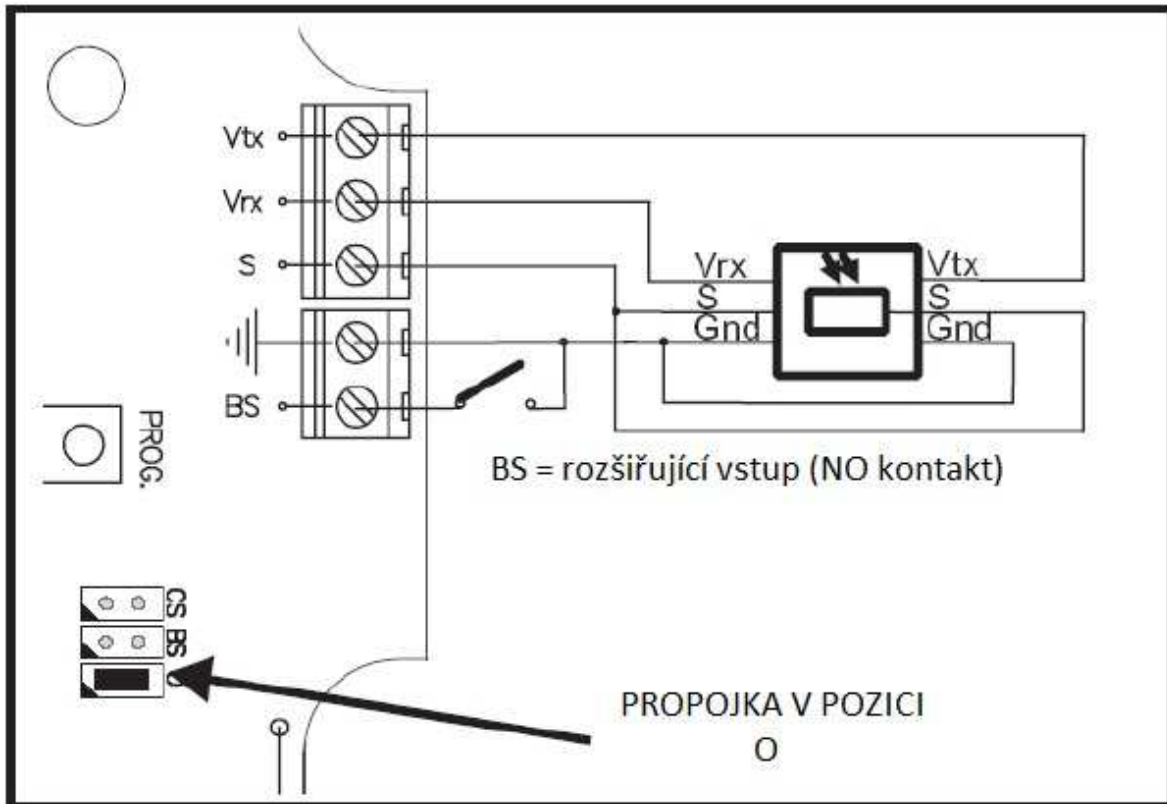 Vtx
Vrx
S
BS
Vrx
S
Gnd
Vtx
S
Gnd
BS = rozšiřující vstup (NO kontakt)
PROG.
CS
BS
PROPOJKA V POZICI
O